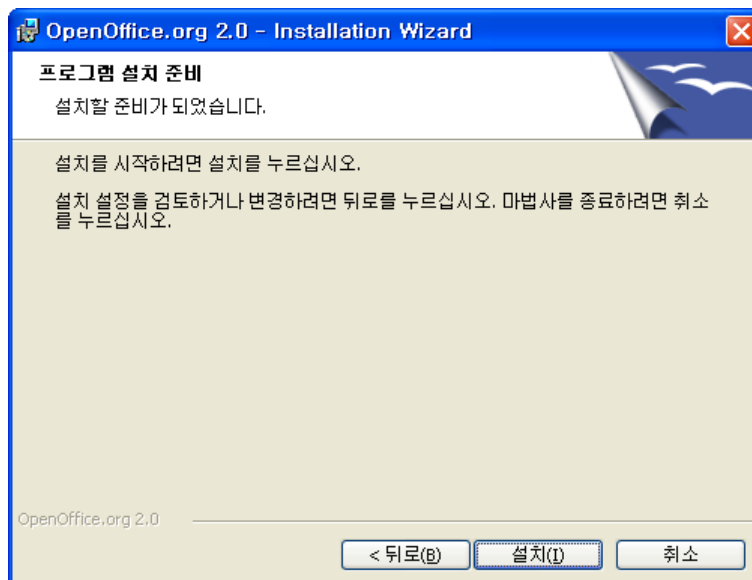 OpenOffice.org 2.0 - Installation Wizard
프로그램 설치 준비
설치할 준비가 되었습니다.
설치를 시작하려면 설치를 누르십시오.
설치 설정을 검토하거나 변경하려면 뒤로를 누르십시오. 마법사를 종료하려면 취소
를 누르십시오.
OpenOffice.org 2.0
< 뒤로(B) 설치(I) 취소